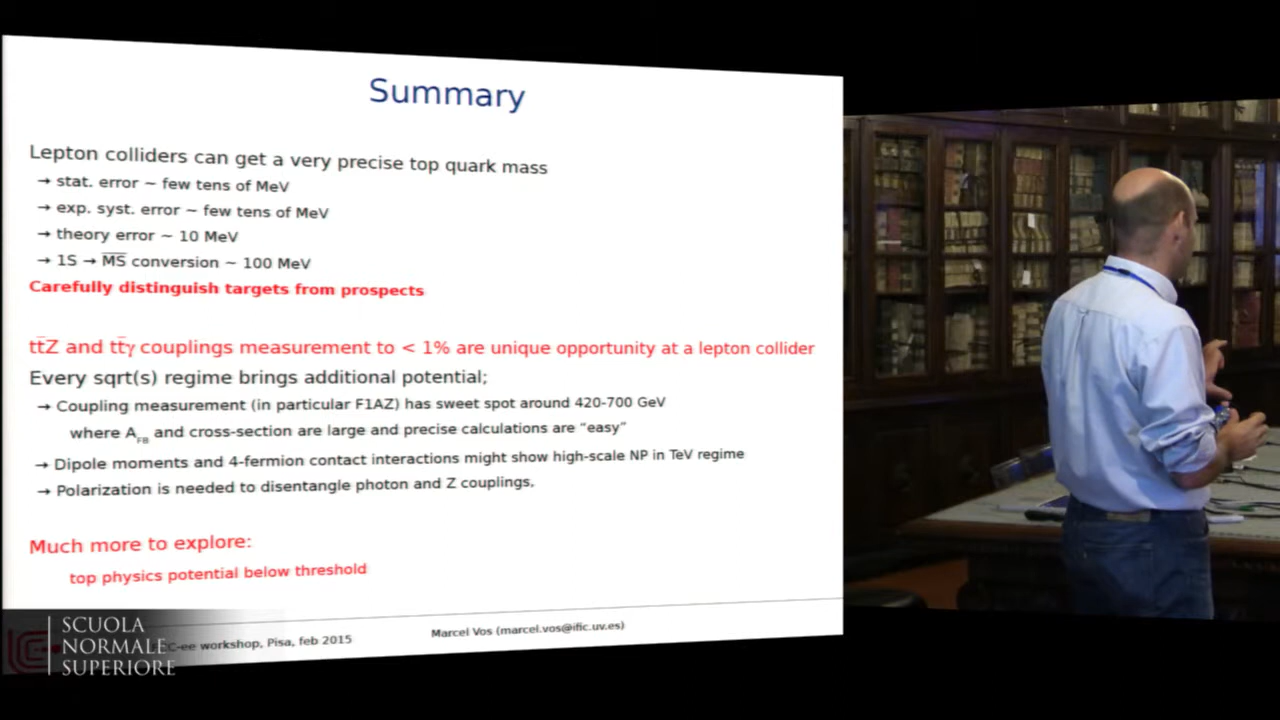 Summary
Lepton colliders can get a very precise top quark mass
→ stat. error ~ few tens of MeV
→ exp. syst. error ~ few tens of MeV
→ theory error ~ 10 MeV
→ 1S → M̅S̅ conversion ~ 100 MeV
Carefully distinguish targets from prospects
tt̅Z and tt̅γ couplings measurement to < 1% are unique opportunity at a lepton collider
Every sqrt(s) regime brings additional potential;
→ Coupling measurement (in particular F1AZ) has sweet spot around 420-700 GeV
where A_FB and cross-section are large and precise calculations are “easy”
→ Dipole moments and 4-fermion contact interactions might show high-scale NP in TeV regime
→ Polarization is needed to disentangle photon and Z couplings,
Much more to explore:
top physics potential below threshold
C-ee workshop, Pisa, feb 2015
Marcel Vos (marcel.vos@ific.uv.es)
SCUOLA
NORMALE
SUPERIORE